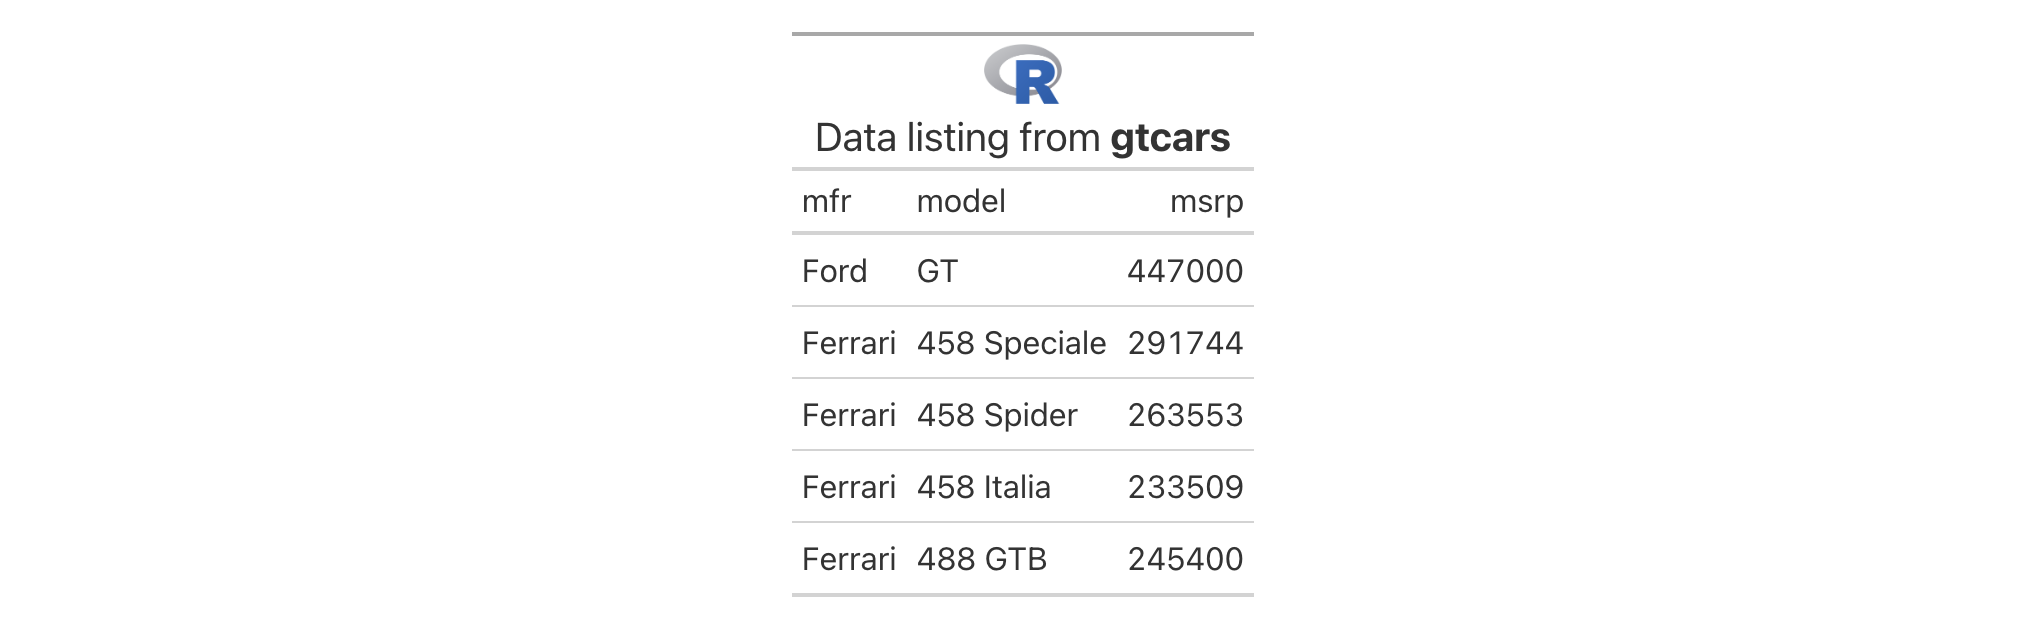 R
Data listing from gtcars
mfr model msrp
Ford GT 447000
Ferrari 458 Speciale 291744
Ferrari 458 Spider 263553
Ferrari 458 Italia 233509
Ferrari 488 GTB 245400